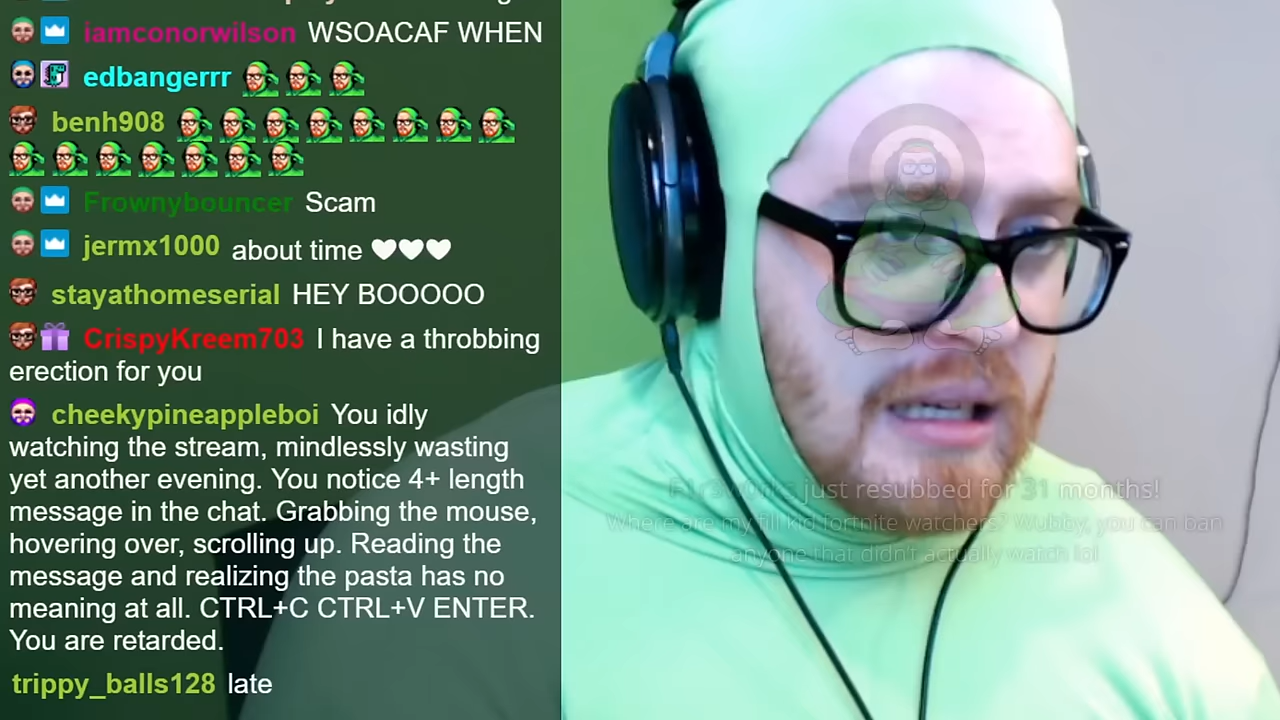 iamconorwilson WSOACAF WHEN
edbangerrr
benh908
Frownybouncer Scam
jermx1000 about time ♥♥♥
stayathomeserial HEY BOOOOO
CrispyKreem703 I have a throbbing
erection for you
cheekypineappleboi You idly
watching the stream, mindlessly wasting
yet another evening. You notice 4+ length
message in the chat. Grabbing the mouse,
hovering over, scrolling up. Reading the
message and realizing the pasta has no
meaning at all. CTRL+C CTRL+V ENTER.
You are retarded.
trippy_balls128 late
just resubbed for 31 months!
Where are my fill kid fortnite watchers? Wubby, you can ban
anyone that didn't actually watch lol